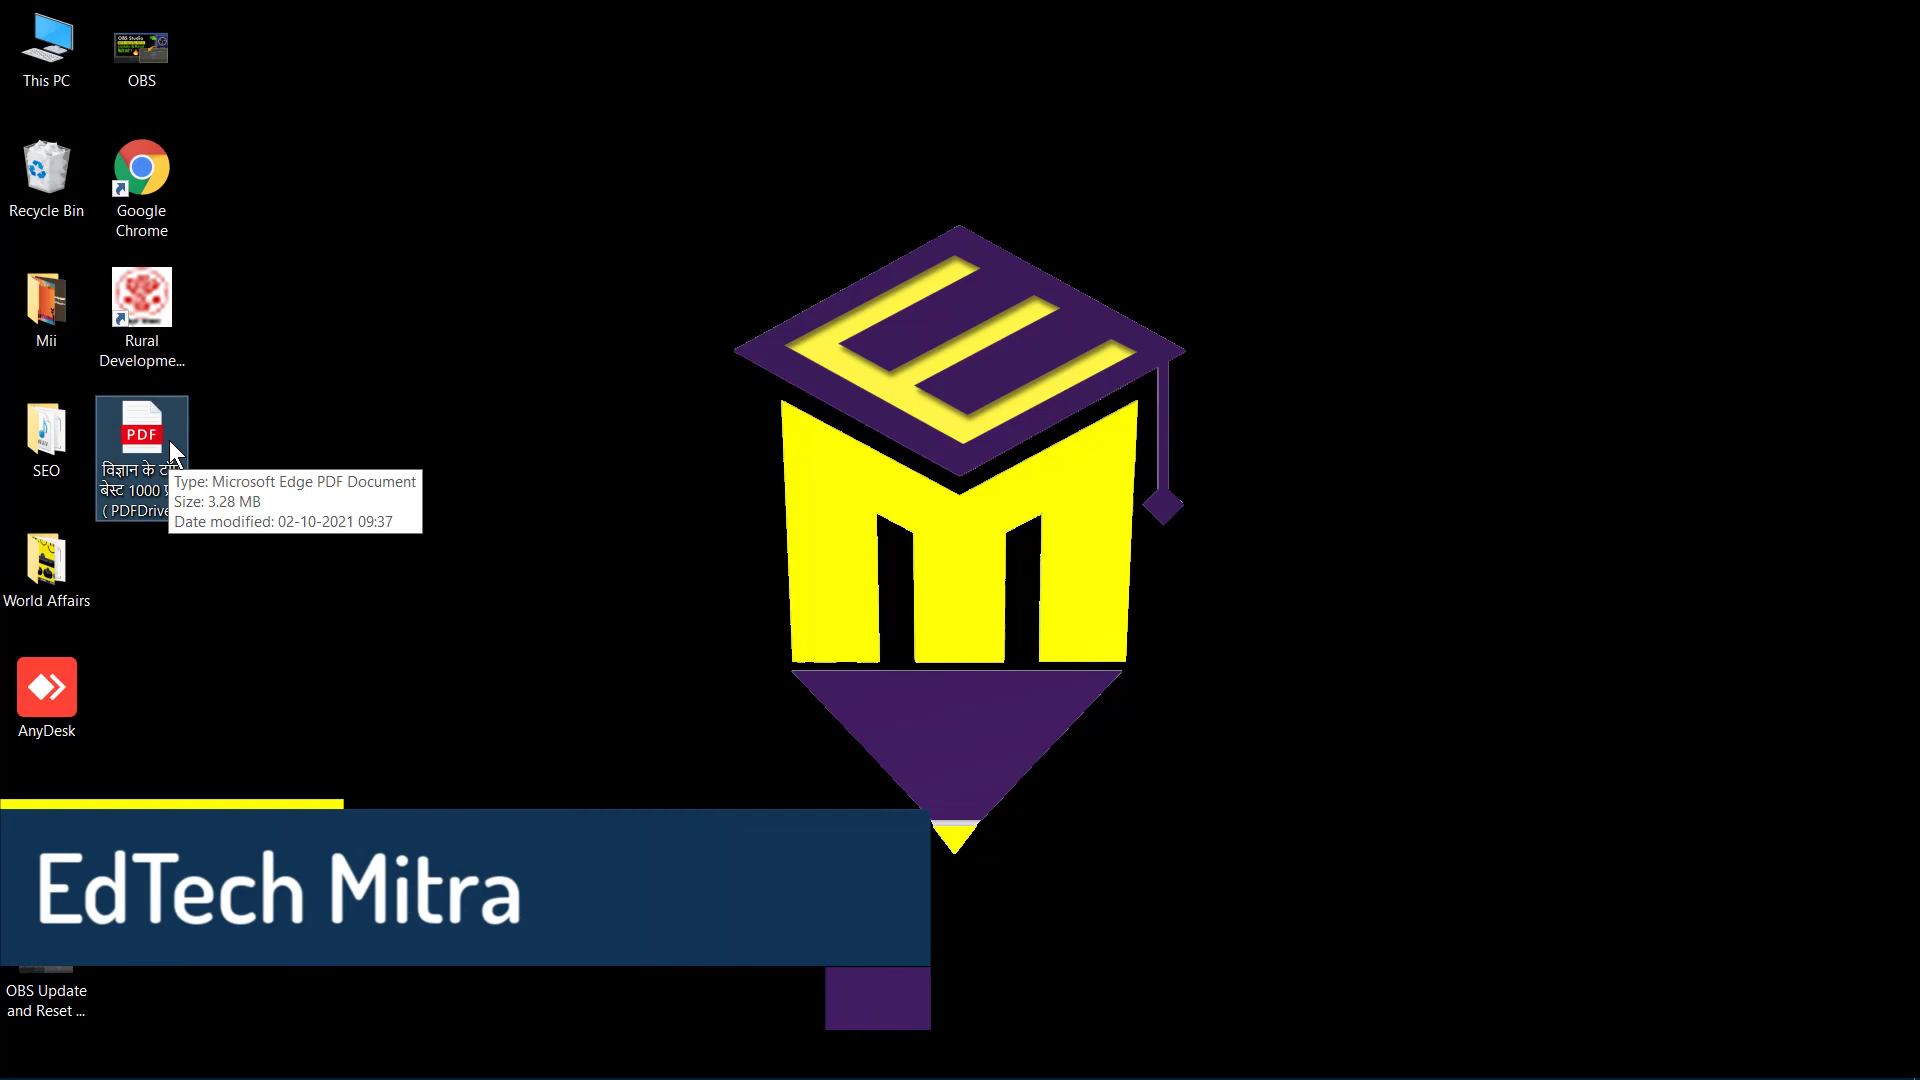 This PC
OBS
Recycle Bin
Google
Chrome
Mii
Rural
Developme...
SEO
PDF
विज्ञान के
बेस्ट 1000
( PDFDrive
Type: Microsoft Edge PDF Document
Size: 3.28 MB
Date modified: 02-10-2021 09:37
World Affairs
AnyDesk
EdTech Mitra
OBS Update
and Reset ...